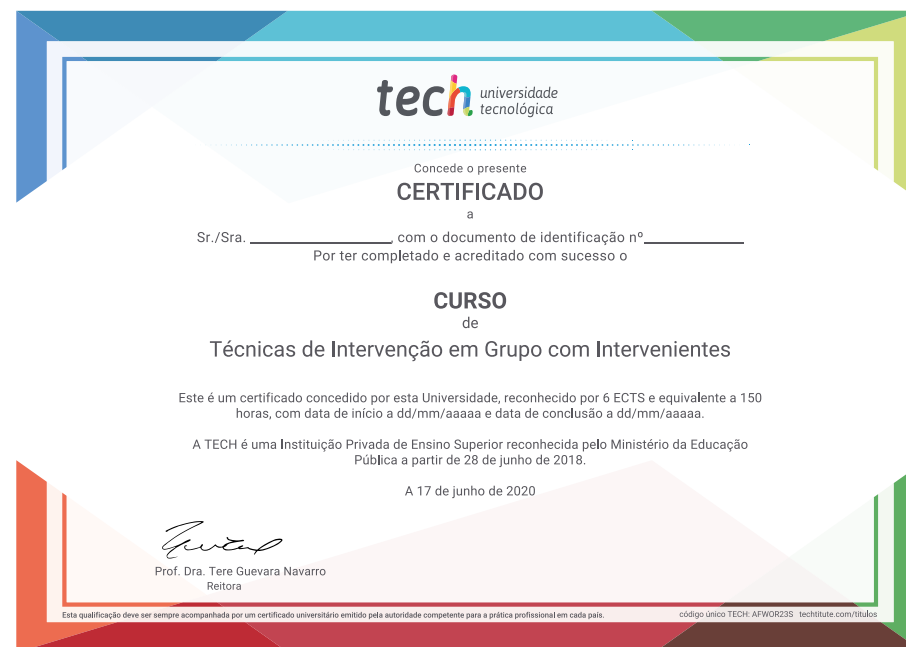 tech universidade
tecnológica
Concede o presente
CERTIFICADO
a
Sr./Sra. , com o documento de identificação nº
Por ter completado e acreditado com sucesso o
CURSO
de
Técnicas de Intervenção em Grupo com Intervenientes
Este é um certificado concedido por esta Universidade, reconhecido por 6 ECTS e equivalente a 150
horas, com data de início a dd/mm/aaaaa e data de conclusão a dd/mm/aaaaa.
A TECH é uma Instituição Privada de Ensino Superior reconhecida pelo Ministério da Educação
Pública a partir de 28 de junho de 2018.
A 17 de junho de 2020
Prof. Dra. Tere Guevara Navarro
Reitora
Esta qualificação deve ser sempre acompanhada por um certificado universitário emitido pela autoridade competente para a prática profissional em cada país.
código único TECH: AFWOR23S techtitute.com/titulos